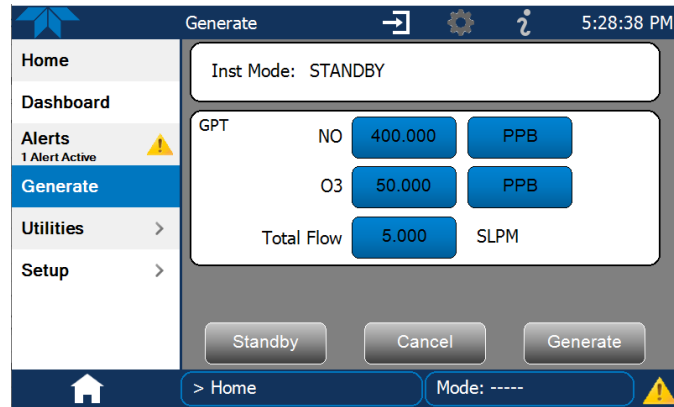 Generate 5:28:38 PM
Home
Dashboard
Alerts
1 Alert Active
Generate
Utilities
Setup
Inst Mode: STANDBY
GPT
NO 400.000 PPB
O3 50.000 PPB
Total Flow 5.000 SLPM
Standby Cancel Generate
> Home Mode: -----